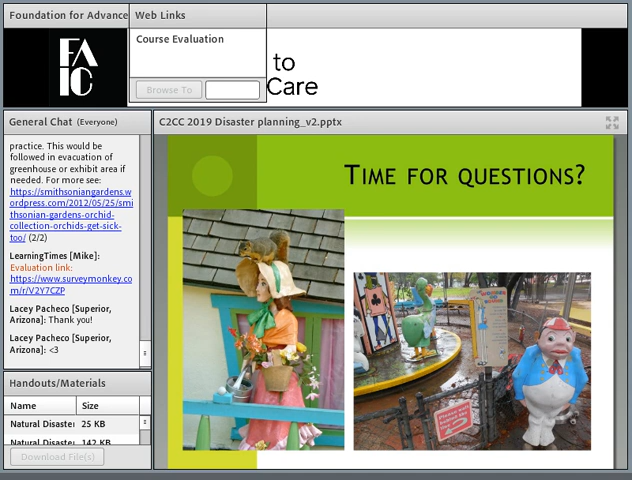 Foundation for Advance
Web Links
Course Evaluation
Browse To
FAIC
to
Care
General Chat (Everyone)
practice. This would be
followed in evacuation of
greenhouse or exhibit area if
needed. For more see:
https://smithsoniangardens.w
ordpress.com/2012/05/25/smi
thsonian-gardens-orchid-
collection-orchids-get-sick-
too/ (2/2)
LearningTimes [Mike]:
Evaluation link:
https://www.surveymonkey.co
m/r/V2Y7CZP
Lacey Pacheco [Superior,
Arizona]: Thank you!
Lacey Pacheco [Superior,
Arizona]: <3
Handouts/Materials
Name Size
Natural Disaster 25 KB
Natural Disaster 142 KB
Download File(s)
C2CC 2019 Disaster planning_v2.pptx
TIME FOR QUESTIONS?